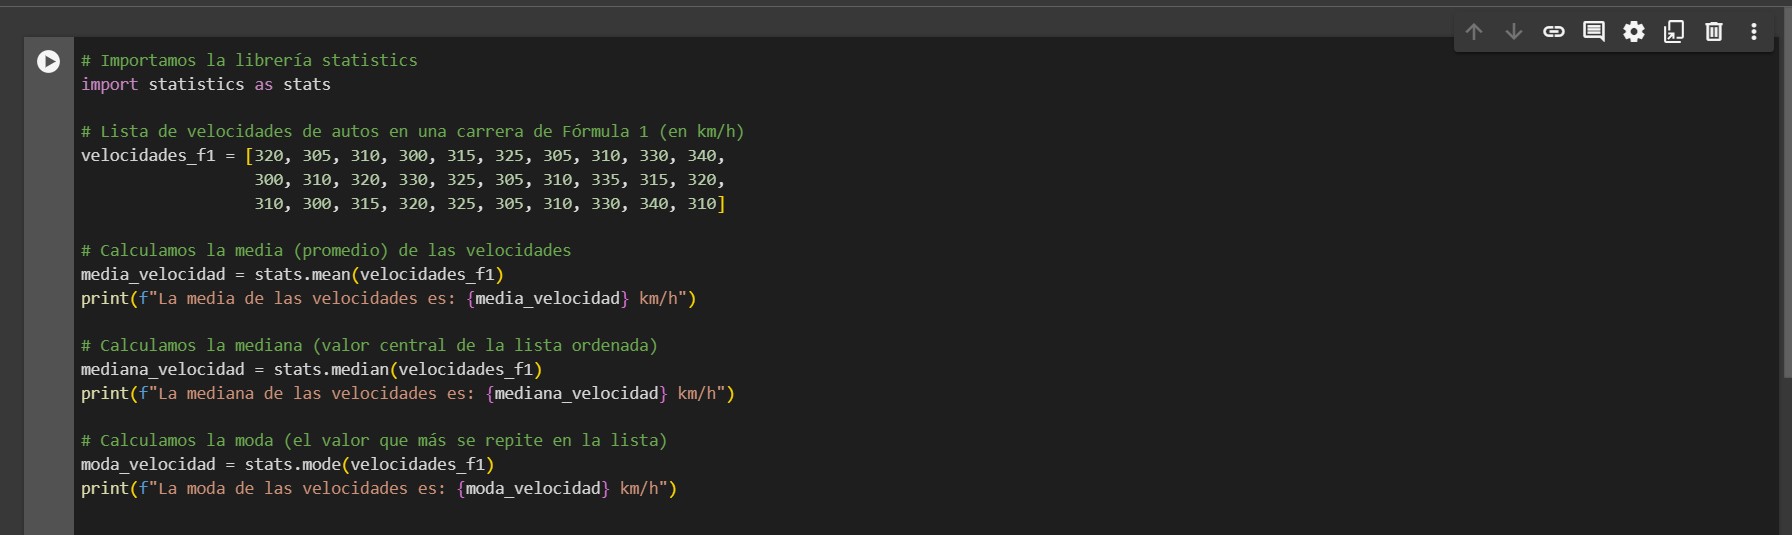 # Importamos la librería statistics
import statistics as stats
# Lista de velocidades de autos en una carrera de Fórmula 1 (en km/h)
velocidades_f1 = [320, 305, 310, 300, 315, 325, 305, 310, 330, 340,
300, 310, 320, 330, 325, 305, 310, 335, 315, 320,
310, 300, 315, 320, 325, 305, 310, 330, 340, 310]
# Calculamos la media (promedio) de las velocidades
media_velocidad = stats.mean(velocidades_f1)
print(f"La media de las velocidades es: {media_velocidad} km/h")
# Calculamos la mediana (valor central de la lista ordenada)
mediana_velocidad = stats.median(velocidades_f1)
print(f"La mediana de las velocidades es: {mediana_velocidad} km/h")
# Calculamos la moda (el valor que más se repite en la lista)
moda_velocidad = stats.mode(velocidades_f1)
print(f"La moda de las velocidades es: {moda_velocidad} km/h")